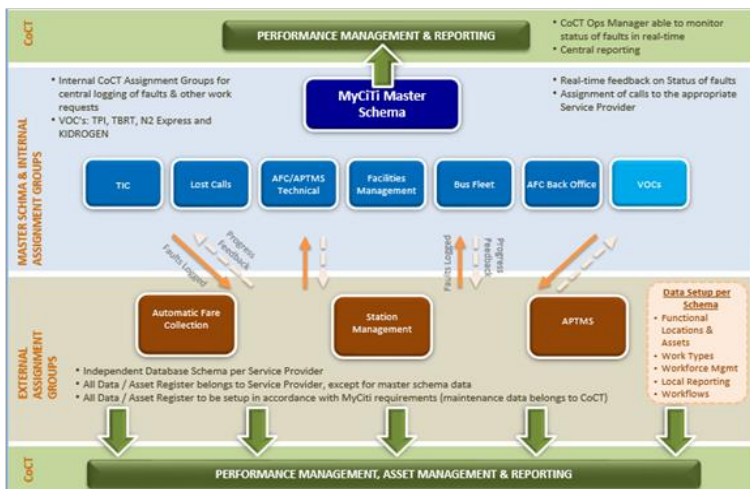 CoCT
PERFORMANCE MANAGEMENT & REPORTING
• CoCT Ops Manager able to monitor
status of faults in real-time
• Central reporting
MASTER SCHMA & INTERNAL
ASSIGNMENT GROUPS
• Internal CoCT Assignment Groups for
central logging of faults & other work
requests
• VOC's: TPI, TBRT, N2 Express and
KIDROGEN
MyCiTi Master
Schema
• Real-time feedback on Status of faults
• Assignment of calls to the appropriate
Service Provider
TIC
Lost Calls
AFC/APTMS
Technical
Facilities
Management
Bus Fleet
AFC Back Office
VOCs
Faults Logged
Progress
Feedback
Faults Logged
Progress
Feedback
EXTERNAL
ASSIGNMENT
GROUPS
Automatic Fare
Collection
Station
Management
APTMS
Data Setup per
Schema
• Functional
Locations &
Assets
• Work Types
• Workforce Mgmt
• Local Reporting
• Workflows
• Independent Database Schema per Service Provider
• All Data / Asset Register belongs to Service Provider, except for master schema data
• All Data / Asset Register to be setup in accordance with MyCiti requirements (maintenance data belongs to CoCT)
CoCT
PERFORMANCE MANAGEMENT, ASSET MANAGEMENT & REPORTING